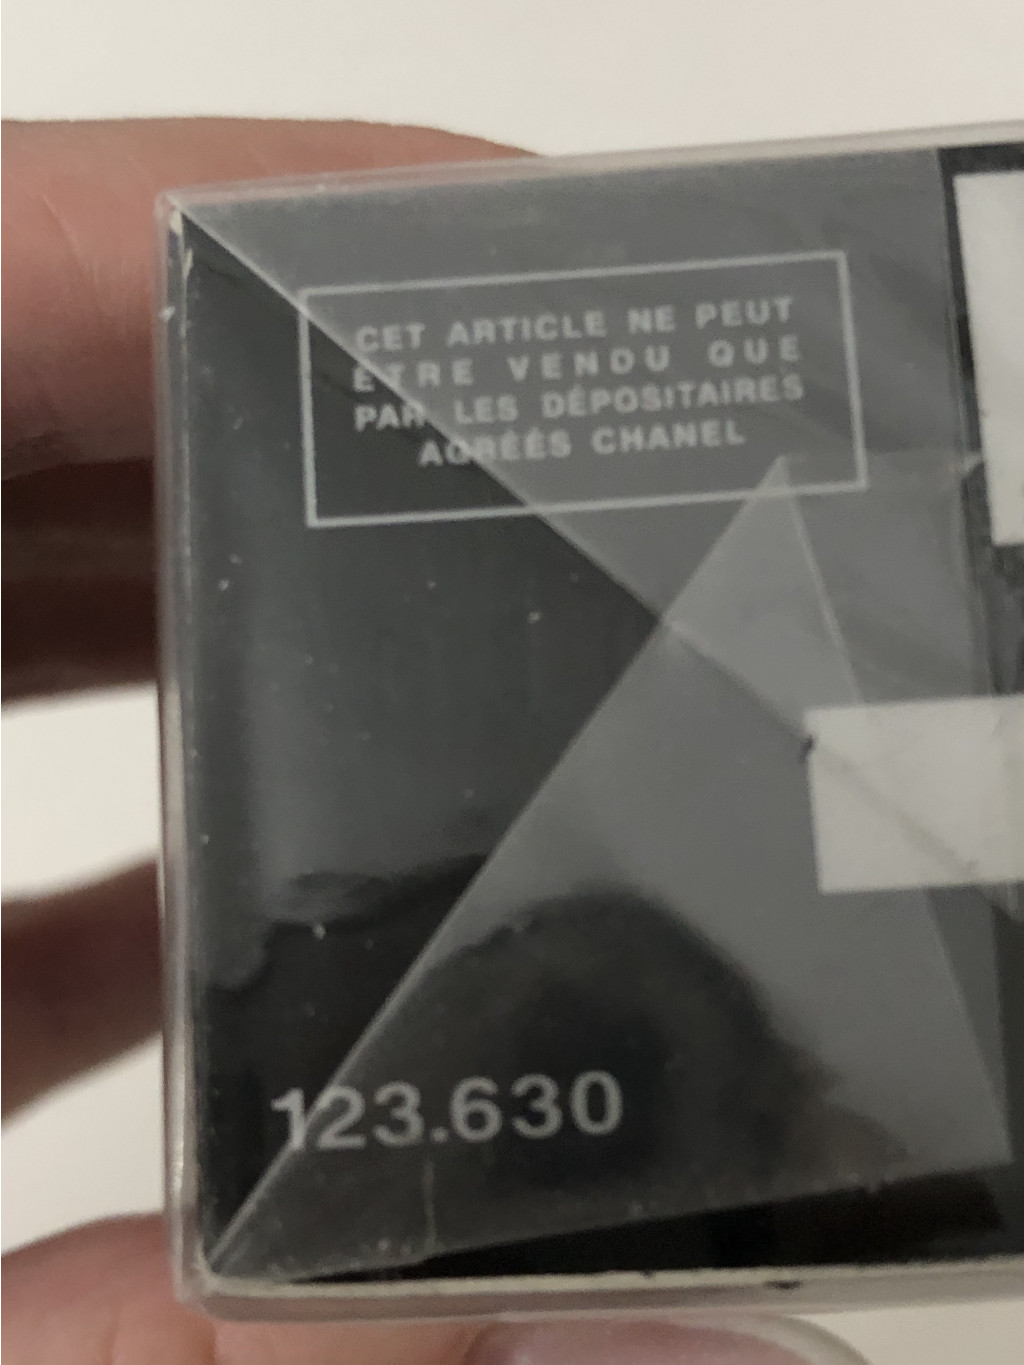 CET ARTICLE NE PEUT
ÊTRE VENDU QUE
PAR LES DÉPOSITAIRES
AGRÉÉS CHANEL
123.630